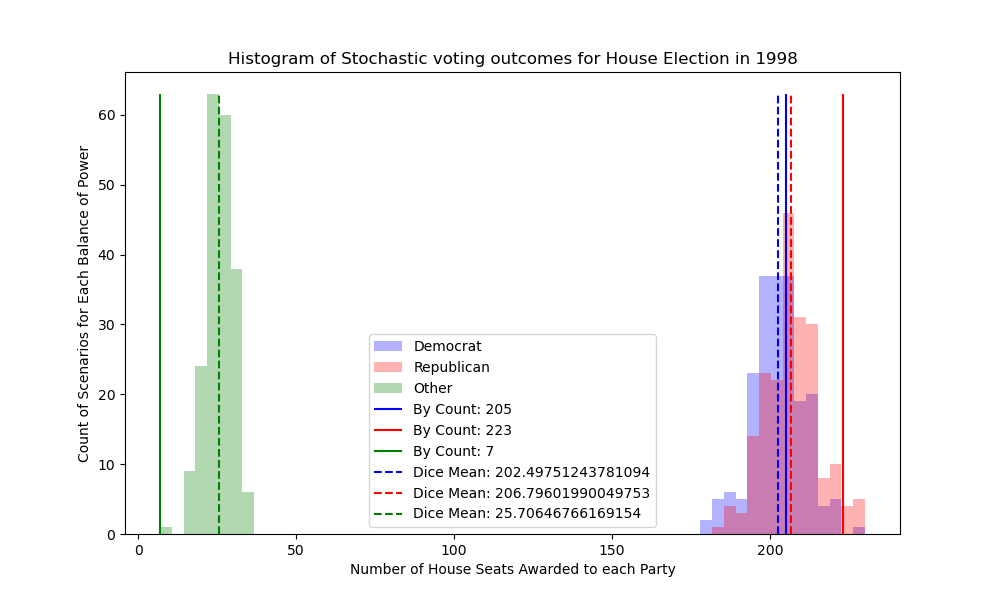 Histogram of Stochastic voting outcomes for House Election in 1998
Count of Scenarios for Each Balance of Power
60
50
40
30
20
10
0
Democrat
Republican
Other
By Count: 205
By Count: 223
By Count: 7
Dice Mean: 202.49751243781094
Dice Mean: 206.79601990049753
Dice Mean: 25.70646766169154
0 50 100 150 200
Number of House Seats Awarded to each Party